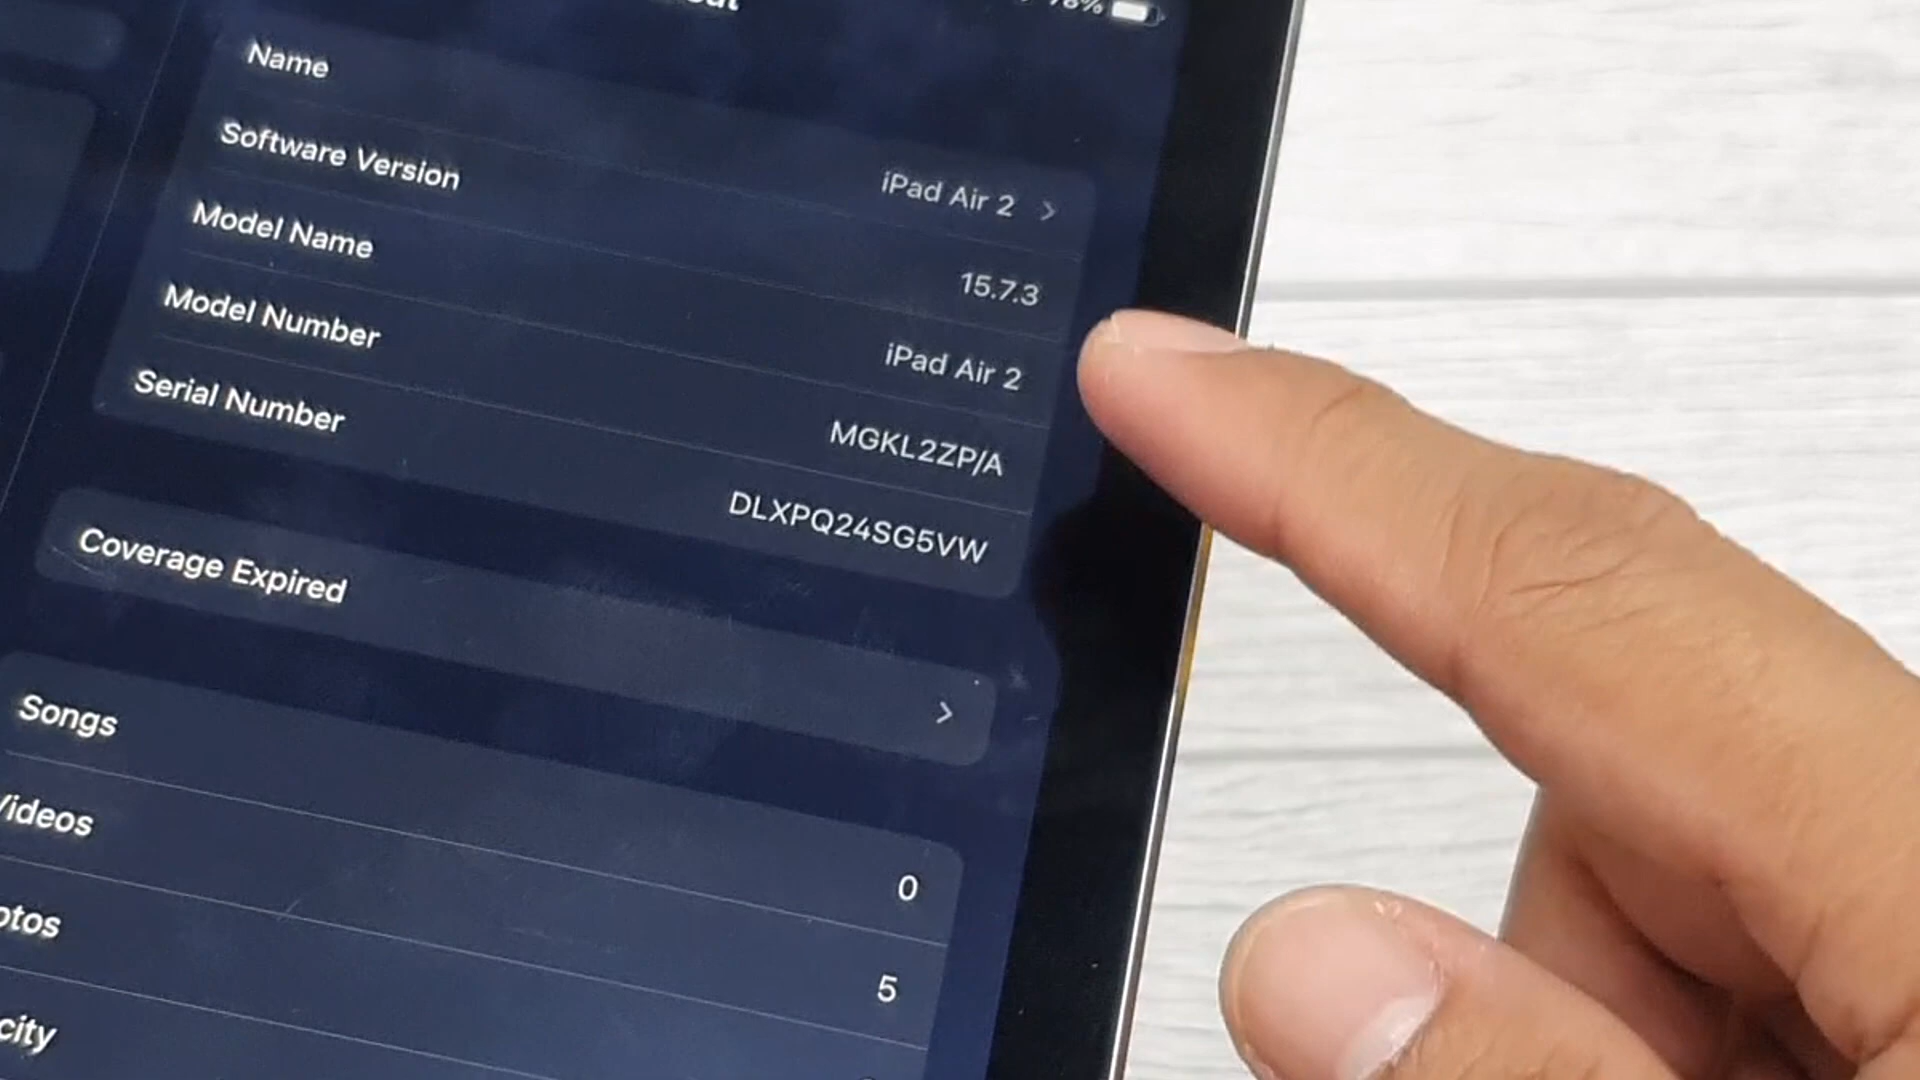 Name
iPad Air 2
Software Version
15.7.3
Model Name
iPad Air 2
Model Number
MGKL2ZP/A
Serial Number
DLXPQ24SG5VW
Coverage Expired
Songs
0
Videos
5